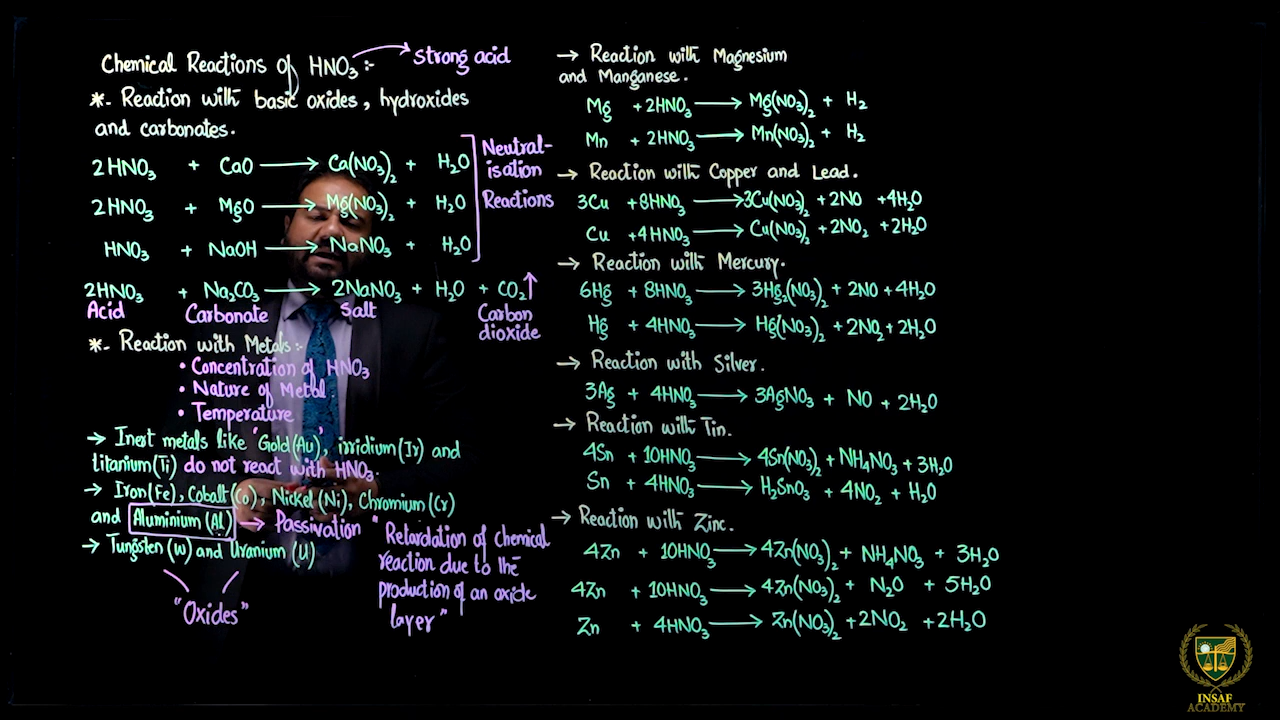 Chemical Reactions of HNO₃ :-
Strong acid
*- Reaction with basic oxides, hydroxides
and carbonates.
2HNO₃ + CaO → Ca(NO₃)₂ + H₂O
2HNO₃ + MgO → Mg(NO₃)₂ + H₂O
HNO₃ + NaOH → NaNO₃ + H₂O
Neutral-
isation
Reactions
2HNO₃ + Na₂CO₃ → 2NaNO₃ + H₂O + CO₂↑
Acid Carbonate Salt Carbon
dioxide
*- Reaction with Metals :-
• Concentration of HNO₃
• Nature of Metal.
• Temperature
→ Inert metals like 'Gold(Au)', irridium(Ir) and
titanium(Ti) do not react with HNO₃.
→ Iron(Fe), Cobalt(Co), Nickel(Ni), Chromium(Cr)
and Aluminium(Al) → Passivation
"Retardation of chemical
reaction due to the
production of an oxide
layer"
→ Tungsten(W) and Uranium (U)
"Oxides"
→ Reaction with Magnesium
and Manganese.
Mg + 2HNO₃ → Mg(NO₃)₂ + H₂
Mn + 2HNO₃ → Mn(NO₃)₂ + H₂
→ Reaction with Copper and Lead.
3Cu + 8HNO₃ → 3Cu(NO₃)₂ + 2NO + 4H₂O
Cu + 4HNO₃ → Cu(NO₃)₂ + 2NO₂ + 2H₂O
→ Reaction with Mercury.
6Hg + 8HNO₃ → 3Hg₂(NO₃)₂ + 2NO + 4H₂O
Hg + 4HNO₃ → Hg(NO₃)₂ + 2NO₂ + 2H₂O
→ Reaction with Silver.
3Ag + 4HNO₃ → 3AgNO₃ + NO + 2H₂O
→ Reaction with Tin.
4Sn + 10HNO₃ → 4Sn(NO₃)₂ + NH₄NO₃ + 3H₂O
Sn + 4HNO₃ → H₂SnO₃ + 4NO₂ + H₂O
→ Reaction with Zinc.
4Zn + 10HNO₃ → 4Zn(NO₃)₂ + NH₄NO₃ + 3H₂O
4Zn + 10HNO₃ → 4Zn(NO₃)₂ + N₂O + 5H₂O
Zn + 4HNO₃ → Zn(NO₃)₂ + 2NO₂ + 2H₂O
INSAF
ACADEMY